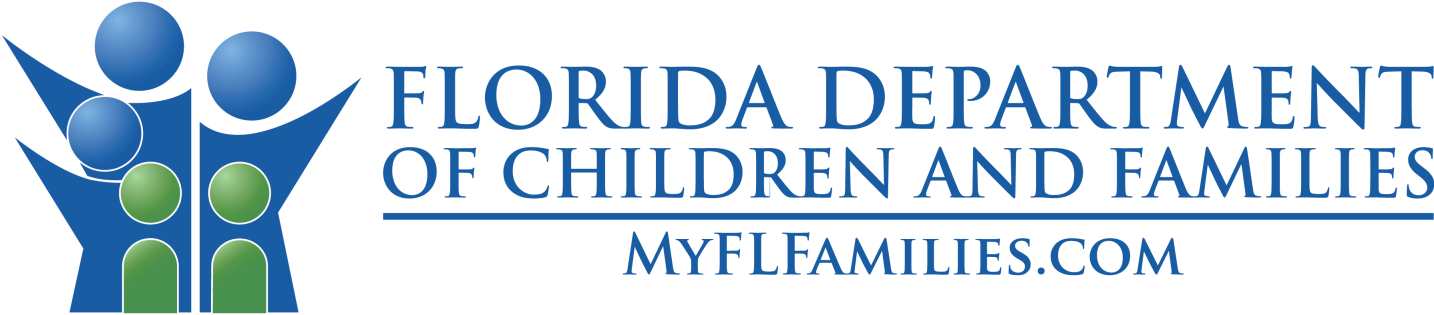 FLORIDA DEPARTMENT
OF CHILDREN AND FAMILIES
MYFLFAMILIES.COM